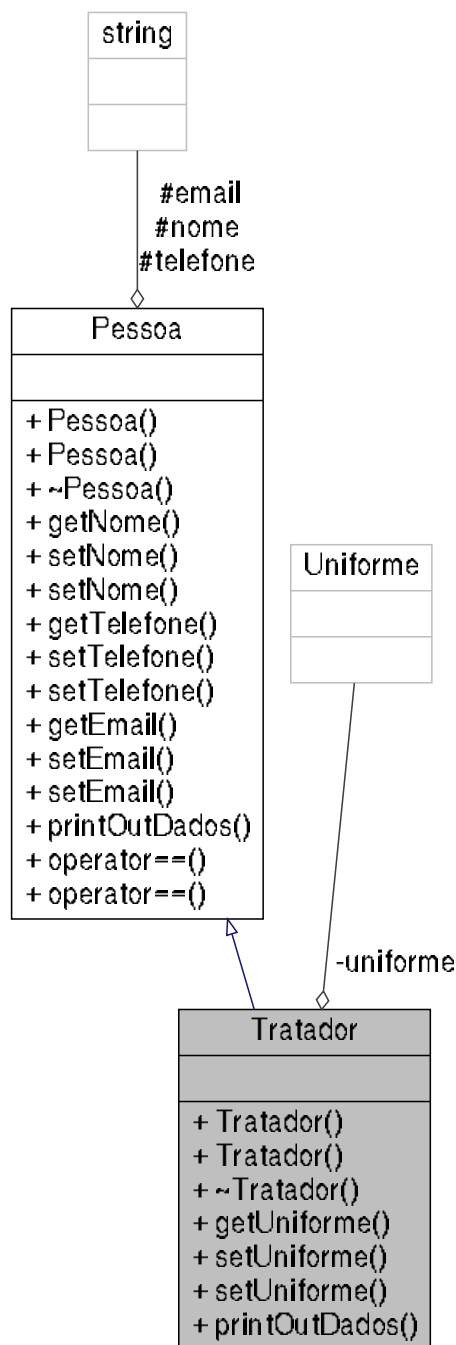 string
#email
#nome
#telefone
Pessoa
+ Pessoa()
+ Pessoa()
+ ~Pessoa()
+ getNome()
+ setNome()
+ setNome()
+ getTelefone()
+ setTelefone()
+ setTelefone()
+ getEmail()
+ setEmail()
+ setEmail()
+ printOutDados()
+ operator==()
+ operator==()
Uniforme
-uniforme
Tratador
+ Tratador()
+ Tratador()
+ ~Tratador()
+ getUniforme()
+ setUniforme()
+ setUniforme()
+ printOutDados()